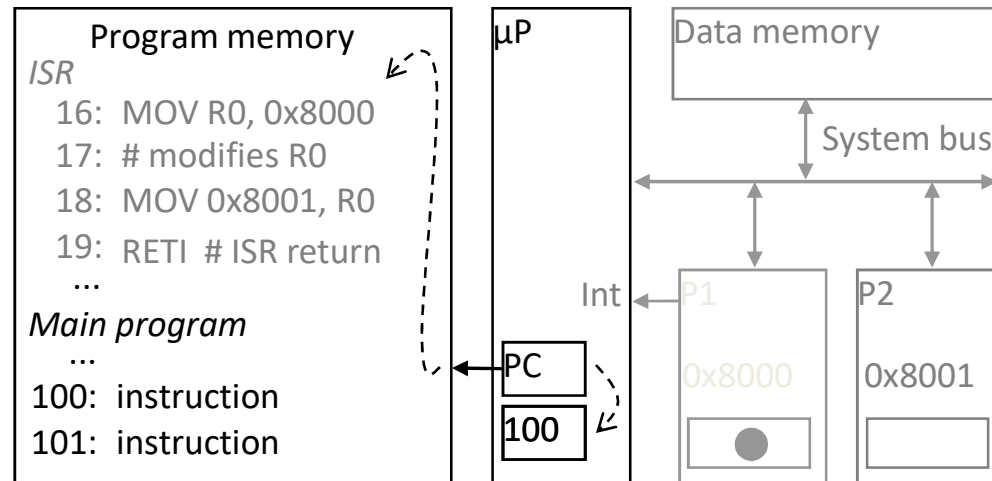 Program memory
ISR
16: MOV R0, 0x8000
17: # modifies R0
18: MOV 0x8001, R0
19: RETI # ISR return
...
Main program
...
100: instruction
101: instruction
μP
Int
PC
100
Data memory
System bus
P1
0x8000
P2
0x8001